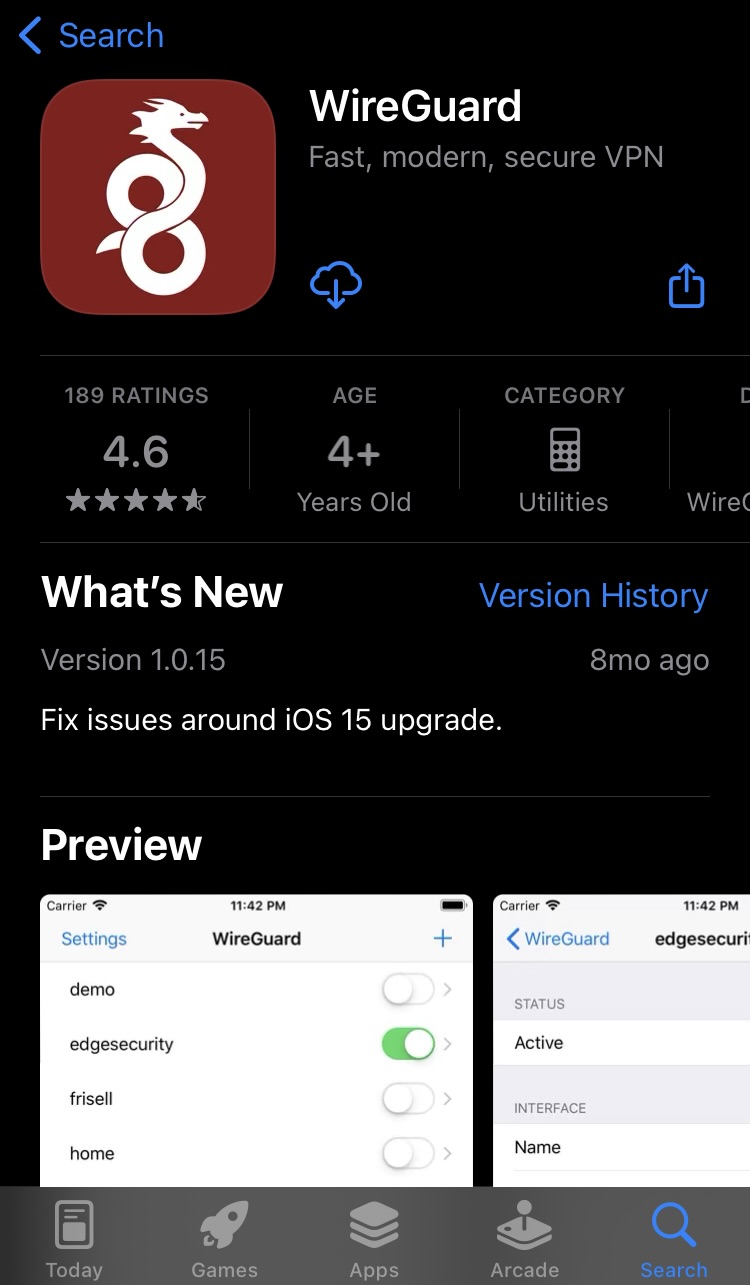 Search
WireGuard
Fast, modern, secure VPN
189 RATINGS
4.6
AGE
4+
Years Old
CATEGORY
Utilities
D
WireG
What's New
Version History
Version 1.0.15
8mo ago
Fix issues around iOS 15 upgrade.
Preview
Carrier 11:42 PM
Settings WireGuard +
demo
edgesecurity
frisell
home
Carrier 11:42 PM
WireGuard edgesecurit
STATUS
Active
INTERFACE
Name
Today Games Apps Arcade Search